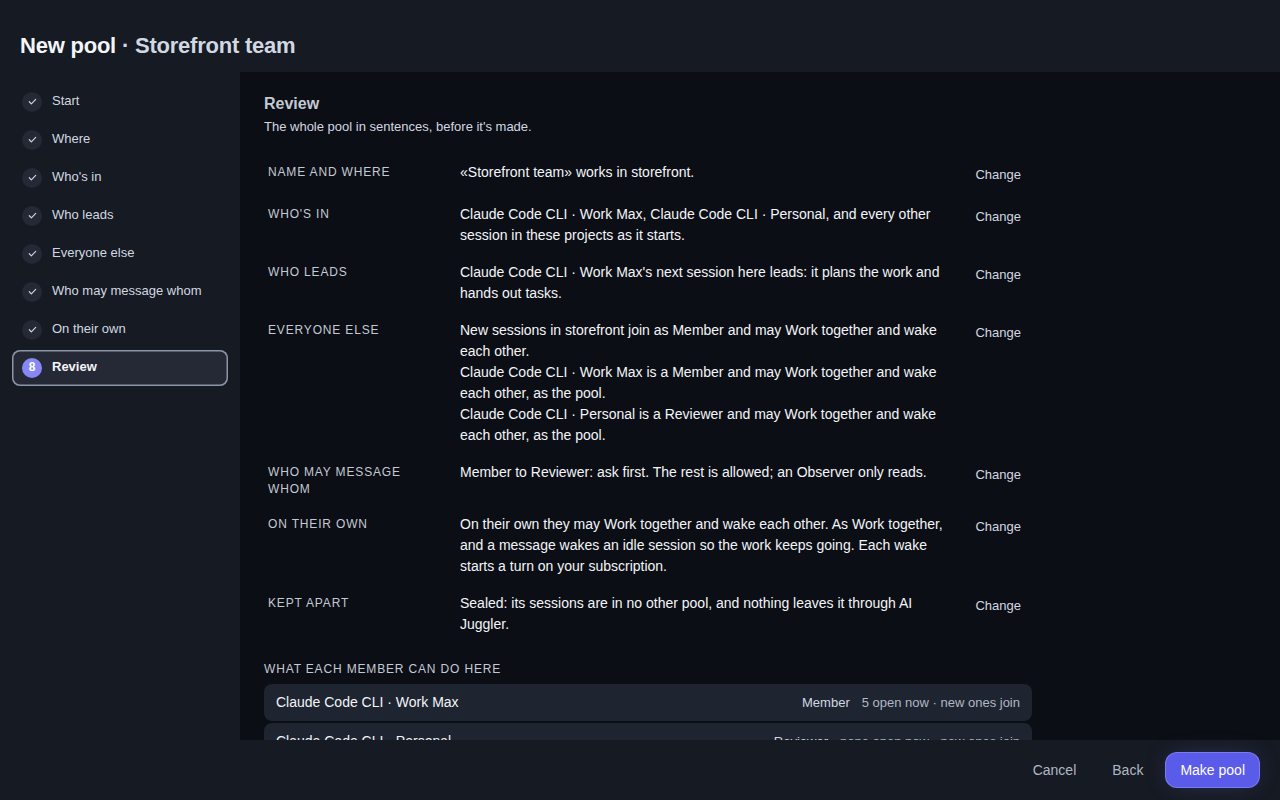 New pool · Storefront team
Start
Where
Who's in
Who leads
Everyone else
Who may message whom
On their own
8 Review
Review
The whole pool in sentences, before it's made.
NAME AND WHERE
«Storefront team» works in storefront.
Change
WHO'S IN
Claude Code CLI · Work Max, Claude Code CLI · Personal, and every other
session in these projects as it starts.
Change
WHO LEADS
Claude Code CLI · Work Max's next session here leads: it plans the work and
hands out tasks.
Change
EVERYONE ELSE
New sessions in storefront join as Member and may Work together and wake
each other.
Claude Code CLI · Work Max is a Member and may Work together and wake
each other, as the pool.
Claude Code CLI · Personal is a Reviewer and may Work together and wake
each other, as the pool.
Change
WHO MAY MESSAGE
WHOM
Member to Reviewer: ask first. The rest is allowed; an Observer only reads.
Change
ON THEIR OWN
On their own they may Work together and wake each other. As Work together,
and a message wakes an idle session so the work keeps going. Each wake
starts a turn on your subscription.
Change
KEPT APART
Sealed: its sessions are in no other pool, and nothing leaves it through AI
Juggler.
Change
WHAT EACH MEMBER CAN DO HERE
Claude Code CLI · Work Max
Member 5 open now · new ones join
Claude Code CLI · Personal
Reviewer none open now · new ones join
Cancel
Back
Make pool